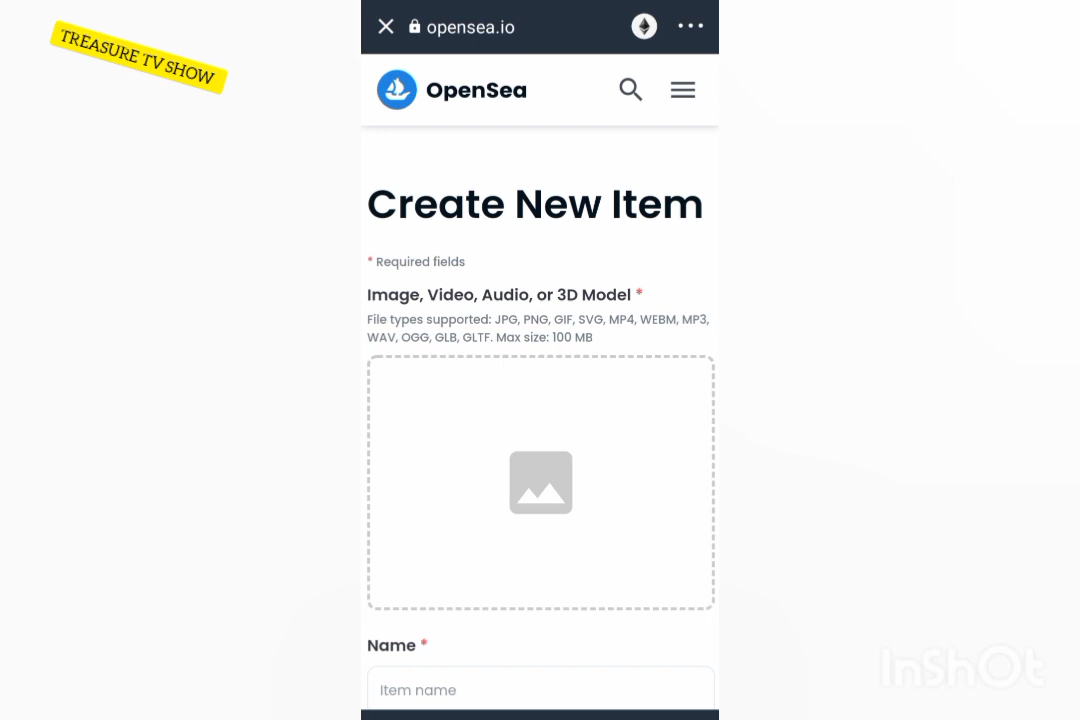 TREASURE TV SHOW
opensea.io
OpenSea
Create New Item
* Required fields
Image, Video, Audio, or 3D Model *
File types supported: JPG, PNG, GIF, SVG, MP4, WEBM, MP3,
WAV, OGG, GLB, GLTF. Max size: 100 MB
Name *
Item name
InShOt